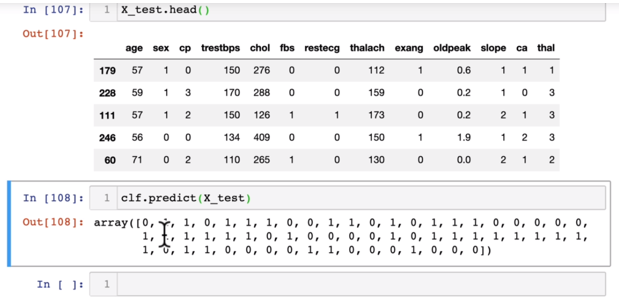 In [107]: 1 X_test.head()
Out[107]:
age sex cp trestbps chol fbs restecg thalach exang oldpeak slope ca thal
179 57 1 0 150 276 0 0 112 1 0.6 1 1 1
228 59 1 3 170 288 0 0 159 0 0.2 1 0 3
111 57 1 2 150 126 1 1 173 0 0.2 2 1 3
246 56 0 0 134 409 0 0 150 1 1.9 1 2 3
60 71 0 2 110 265 1 0 130 0 0.0 2 1 2
In [108]: 1 clf.predict(X_test)
Out[108]: array([0, 1, 0, 1, 1, 1, 0, 0, 1, 1, 0, 1, 0, 1, 1, 1, 0, 0, 0, 0, 0,
1, 1, 1, 1, 1, 0, 1, 0, 0, 0, 0, 1, 0, 1, 1, 1, 1, 1, 1, 1,
1, 0, 1, 1, 0, 0, 0, 0, 1, 1, 0, 0, 0, 1, 0, 0, 0])
In [ ]: 1